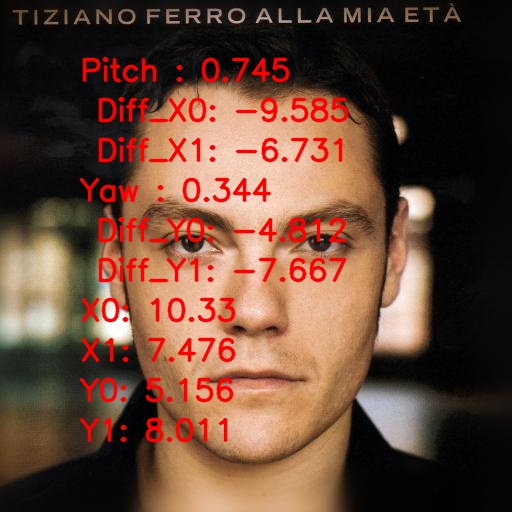 TIZIANO FERRO ALLA MIA ETÀ
Pitch : 0.745
Diff_X0: -9.585
Diff_X1: -6.731
Yaw : 0.344
Diff_Y0: -4.812
Diff_Y1: -7.667
X0: 10.33
X1: 7.476
Y0: 5.156
Y1: 8.011